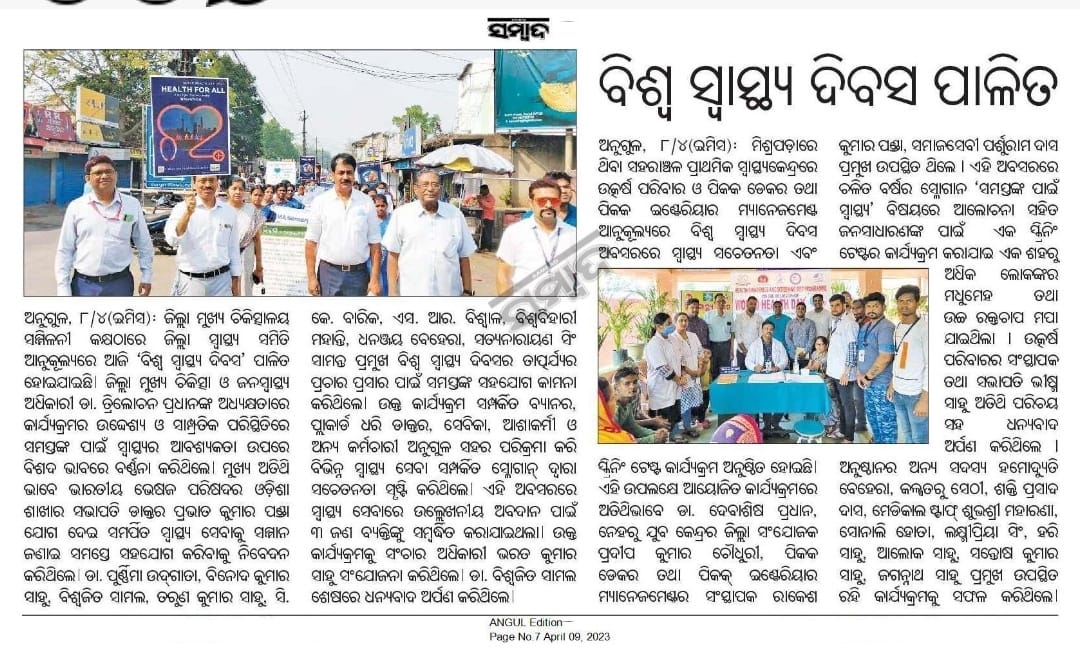 ସମ୍ବାଦ
ବିଶ୍ୱ ସ୍ୱାସ୍ଥ୍ୟ ଦିବସ ପାଳିତ
HEALTH FOR ALL
ଅନୁଗୁଳ, ୮/୪(ଇମିସ): ଜିଲ୍ଲା ମୁଖ୍ୟ ଚିକିତ୍ସାଳୟ
ସମ୍ମିଳନୀ କକ୍ଷଠାରେ ଜିଲ୍ଲା ସ୍ୱାସ୍ଥ୍ୟ ସମିତି
ଆନୁକୂଲ୍ୟରେ ଆଜି ‘ବିଶ୍ୱ ସ୍ୱାସ୍ଥ୍ୟ ଦିବସ’ ପାଳିତ
ହୋଇଯାଇଛି। ଜିଲ୍ଲା ମୁଖ୍ୟ ଚିକିତ୍ସା ଓ ଜନସ୍ୱାସ୍ଥ୍ୟ
ଅଧିକାରୀ ଡା. ତ୍ରିଲୋଚନ ପ୍ରଧାନଙ୍କ ଅଧ୍ୟକ୍ଷତାରେ
କାର୍ଯ୍ୟକ୍ରମର ଉଦ୍ଦେଶ୍ୟ ଓ ସାମ୍ପ୍ରତିକ ପରିସ୍ଥିତିରେ
ସମସ୍ତଙ୍କ ପାଇଁ ସ୍ୱାସ୍ଥ୍ୟର ଆବଶ୍ୟକତା ଉପରେ
ବିଶଦ ଭାବରେ ବର୍ଣ୍ଣନା କରିଥିଲେ। ମୁଖ୍ୟ ଅତିଥି
ଭାବେ ଭାରତୀୟ ଭେଷଜ ପରିଷଦର ଓଡ଼ିଶା
ଶାଖାର ସଭାପତି ଡାକ୍ତର ପ୍ରଭାତ କୁମାର ପଣ୍ଡା
ଯୋଗ ଦେଇ ସମର୍ପିତ ସ୍ୱାସ୍ଥ୍ୟ ସେବାକୁ ସମ୍ମାନ
ଜଣାଇ ସମସ୍ତେ ସହଯୋଗ କରିବାକୁ ନିବେଦନ
କରିଥିଲେ। ଡା. ପୂର୍ଣ୍ଣିମା ଉଦ୍‌ଗାତା, ବିନୋଦ କୁମାର
ସାହୁ, ବିଶ୍ୱଜିତ ସାମଲ, ତରୁଣ କୁମାର ସାହୁ, ସି.
କେ. ବାରିକ, ଏସ. ଆର. ବିଶ୍ୱାଳ, ବିଶ୍ୱବିହାରୀ
ମହାନ୍ତି, ଧନଞ୍ଜୟ ବେହେରା, ସତ୍ୟନାରାୟଣ ସିଂ
ସାମନ୍ତ ପ୍ରମୁଖ ବିଶ୍ୱ ସ୍ୱାସ୍ଥ୍ୟ ଦିବସର ତାତ୍ପର୍ଯ୍ୟର
ପ୍ରଚାର ପ୍ରସାର ପାଇଁ ସମସ୍ତଙ୍କ ସହଯୋଗ କାମନା
କରିଥିଲେ। ଉକ୍ତ କାର୍ଯ୍ୟକ୍ରମ ସମ୍ପର୍କିତ ବ୍ୟାନର,
ପ୍ଲାକାର୍ଡ ଧରି ଡାକ୍ତର, ସେବିକା, ଆଶାକର୍ମୀ ଓ
ଅନ୍ୟ କର୍ମଚାରୀ ଅନୁଗୁଳ ସହର ପରିକ୍ରମା କରି
ବିଭିନ୍ନ ସ୍ୱାସ୍ଥ୍ୟ ସେବା ସମ୍ପର୍କିତ ସ୍ଲୋଗାନ୍ ଦ୍ୱାରା
ସଚେତନତା ସୃଷ୍ଟି କରିଥିଲେ। ଏହି ଅବସରରେ
ସ୍ୱାସ୍ଥ୍ୟ ସେବାରେ ଉଲ୍ଲେଖନୀୟ ଅବଦାନ ପାଇଁ
୩ ଜଣ ବ୍ୟକ୍ତିଙ୍କୁ ସମ୍ବର୍ଦ୍ଧିତ କରାଯାଇଥିଲା। ଉକ୍ତ
କାର୍ଯ୍ୟକ୍ରମକୁ ସଂଚାର ଅଧିକାରୀ ଭରତ କୁମାର
ସାହୁ ସଂଯୋଜନା କରିଥିଲେ। ଡା. ବିଶ୍ୱଜିତ ସାମଲ
ଶେଷରେ ଧନ୍ୟବାଦ ଅର୍ପଣ କରିଥିଲେ।
ଅନୁଗୁଳ, ୮/୪(ଇମିସ): ମିଶ୍ରପଡ଼ାରେ
ଥିବା ସହରାଞ୍ଚଳ ପ୍ରାଥମିକ ସ୍ୱାସ୍ଥ୍ୟକେନ୍ଦ୍ରରେ
ଉତ୍କର୍ଷ ପରିବାର ଓ ପିକକ ଡେକର ତଥା
ପିକକ ଇଣ୍ଟେରିୟର ମ୍ୟାନେଜମେଣ୍ଟ
ଆନୁକୂଲ୍ୟରେ ବିଶ୍ୱ ସ୍ୱାସ୍ଥ୍ୟ ଦିବସ
ଅବସରରେ ସ୍ୱାସ୍ଥ୍ୟ ସଚେତନତା ଏବଂ
WORLD HEALTH DAY
ସ୍କ୍ରିନିଂ ଟେଷ୍ଟ କାର୍ଯ୍ୟକ୍ରମ ଅନୁଷ୍ଠିତ ହୋଇଛି।
ଏହି ଉପଲକ୍ଷେ ଆୟୋଜିତ କାର୍ଯ୍ୟକ୍ରମରେ
ଅତିଥିଭାବେ ଡା. ଦେବାଶିଷ ପ୍ରଧାନ,
ନେହରୁ ଯୁବ କେନ୍ଦ୍ରର ଜିଲ୍ଲା ସଂଯୋଜକ
ପ୍ରଦୀପ କୁମାର ଚୌଧୁରୀ, ପିକକ
ଡେକର ତଥା ପିକକ୍ ଇଣ୍ଟେରିୟର
ମ୍ୟାନେଜମେଣ୍ଟର ସଂସ୍ଥାପକ ରାକେଶ
କୁମାର ପଣ୍ଡା, ସମାଜସେବୀ ପର୍ଶୁରାମ ଦାସ
ପ୍ରମୁଖ ଉପସ୍ଥିତ ଥିଲେ । ଏହି ଅବସରରେ
ଚଳିତ ବର୍ଷର ସ୍ଲୋଗାନ ‘ସମସ୍ତଙ୍କ ପାଇଁ
ସ୍ୱାସ୍ଥ୍ୟ’ ବିଷୟରେ ଆଲୋଚନା ସହିତ
ଜନସାଧାରଣଙ୍କ ପାଇଁ ଏକ ସ୍କ୍ରିନିଂ
ଟେଷ୍ଟର କାର୍ଯ୍ୟକ୍ରମ କରାଯାଇ ଏକ ଶହରୁ
ଅଧିକ ଲୋକଙ୍କର
ମଧୁମେହ ତଥା
ଉଚ୍ଚ ରକ୍ତଚାପ ମପା
ଯାଇଥିଲା । ଉତ୍କର୍ଷ
ପରିବାରର ସଂସ୍ଥାପକ
ତଥା ସଭାପତି ଭୀଷ୍ମ
ସାହୁ ଅତିଥି ପରିଚୟ
ସହ ଧନ୍ୟବାଦ
ଅର୍ପଣ କରିଥିଲେ ।
ଅନୁଷ୍ଠାନର ଅନ୍ୟ ସଦସ୍ୟ ହମୋଦ୍ୟୁତି
ବେହେରା, କଳ୍ପତରୁ ସେଠୀ, ଶକ୍ତି ପ୍ରସାଦ
ଦାସ, ମେଡିକାଲ ଷ୍ଟାଫ୍ ଶୁଭଶ୍ରୀ ମହାରଣା,
ସୋନାଲି ହୋତା, ଲକ୍ଷ୍ମୀପ୍ରିୟା ସିଂ, ହରି
ସାହୁ, ଆଲୋକ ସାହୁ, ସନ୍ତୋଷ କୁମାର
ସାହୁ, ଜଗନ୍ନାଥ ସାହୁ ପ୍ରମୁଖ ଉପସ୍ଥିତ
ରହି କାର୍ଯ୍ୟକ୍ରମକୁ ସଫଳ କରିଥିଲେ।
ANGUL Edition
Page No.7 April 09, 2023